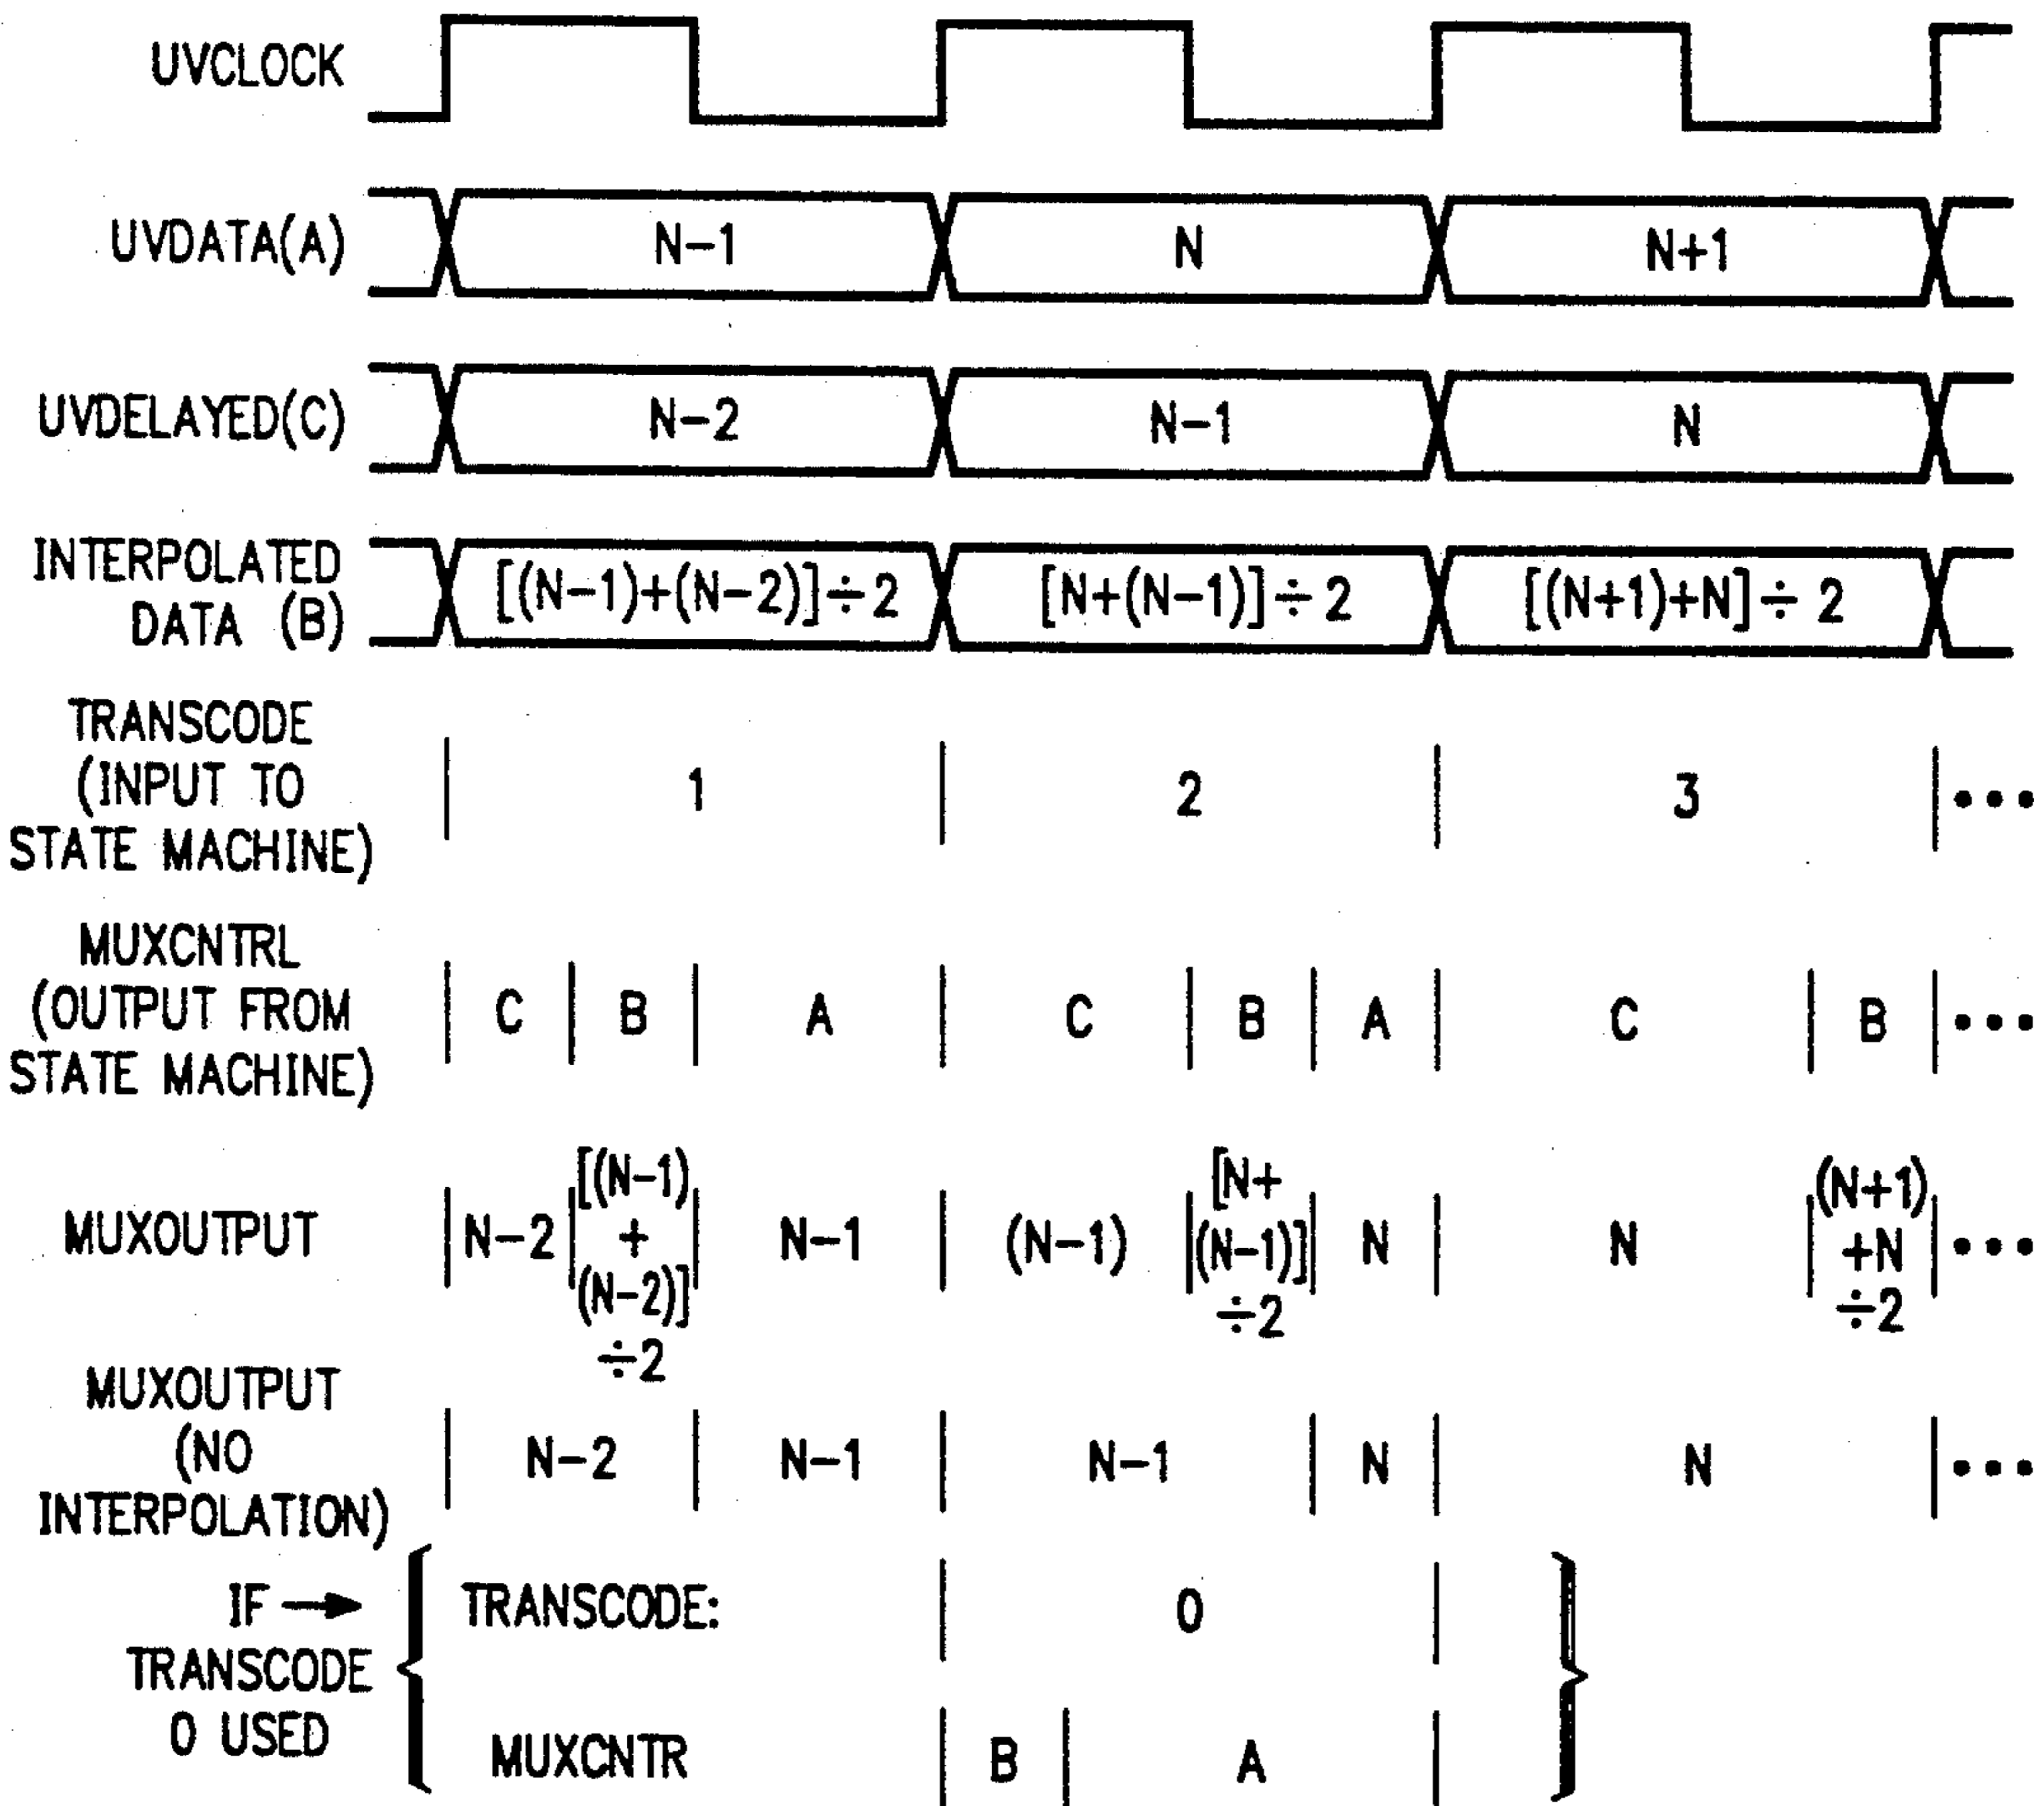 UVCLOCK
UVDATA(A)
N-1
N
N+1
UVDELAYED(C)
N-2
N-1
N
INTERPOLATED
DATA (B)
[(N-1)+(N-2)]÷2
[N+(N-1)]÷2
[(N+1)+N]÷2
TRANSCODE
(INPUT TO
STATE MACHINE)
1
2
3
•••
MUXCNTRL
(OUTPUT FROM
STATE MACHINE)
C
B
A
C
B
A
C
B
•••
MUXOUTPUT
N-2
[(N-1)
+
(N-2)]
÷2
N-1
(N-1)
[N+
(N-1)]
÷2
N
N
(N+1)
+N
÷2
•••
MUXOUTPUT
(NO
INTERPOLATION)
N-2
N-1
N-1
N
N
•••
IF →
TRANSCODE
0 USED
TRANSCODE:
0
MUXCNTR
B
A